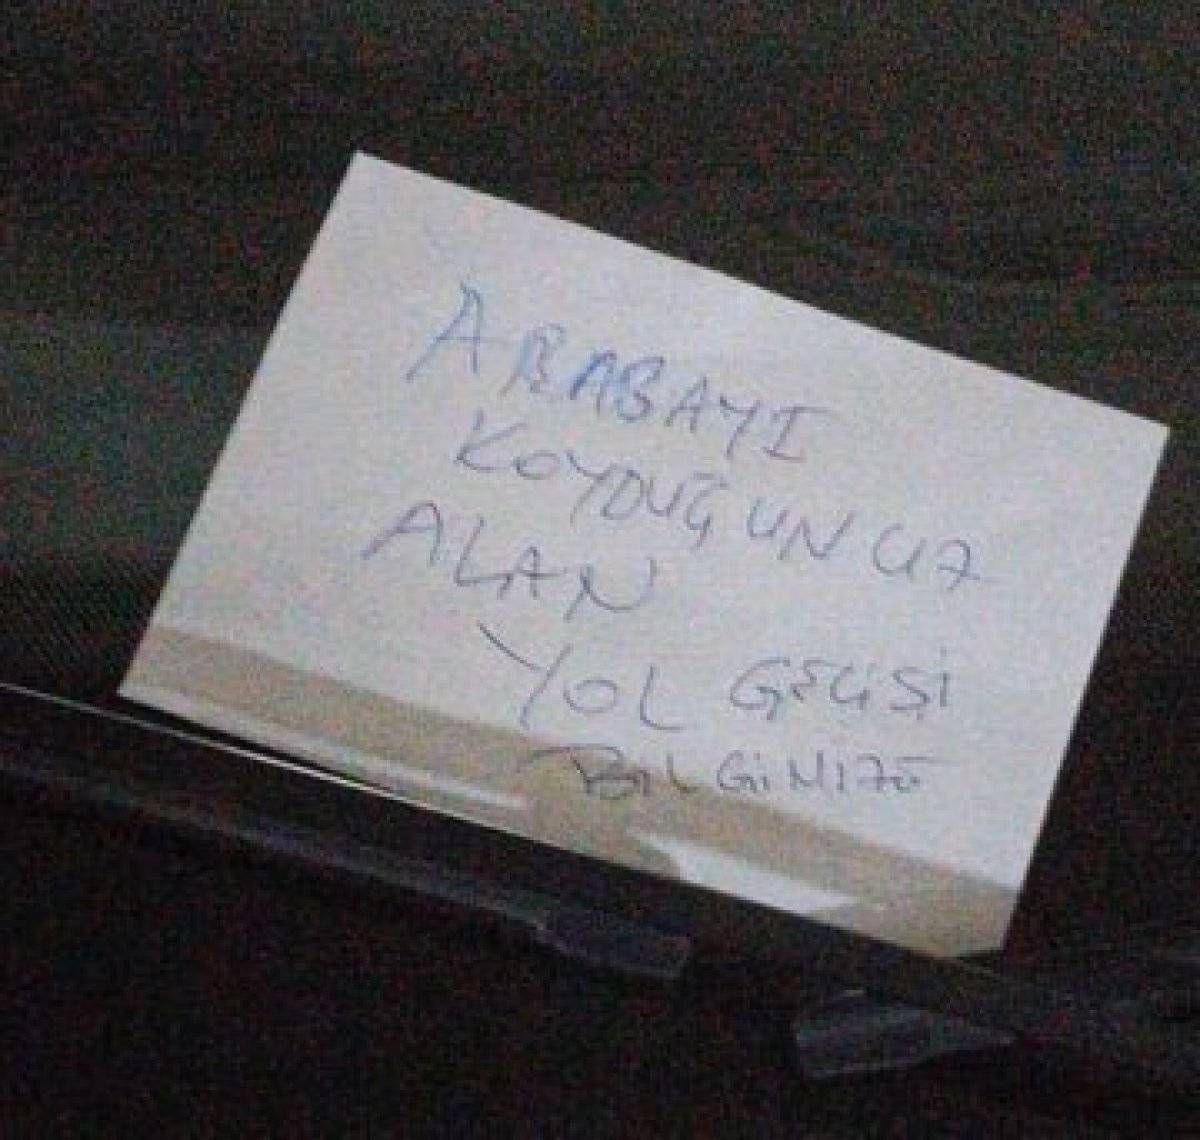 ARABAYI
KOYDUĞUNUZ
ALAN
YOL GEÇİŞİ
BİLGİNİZE